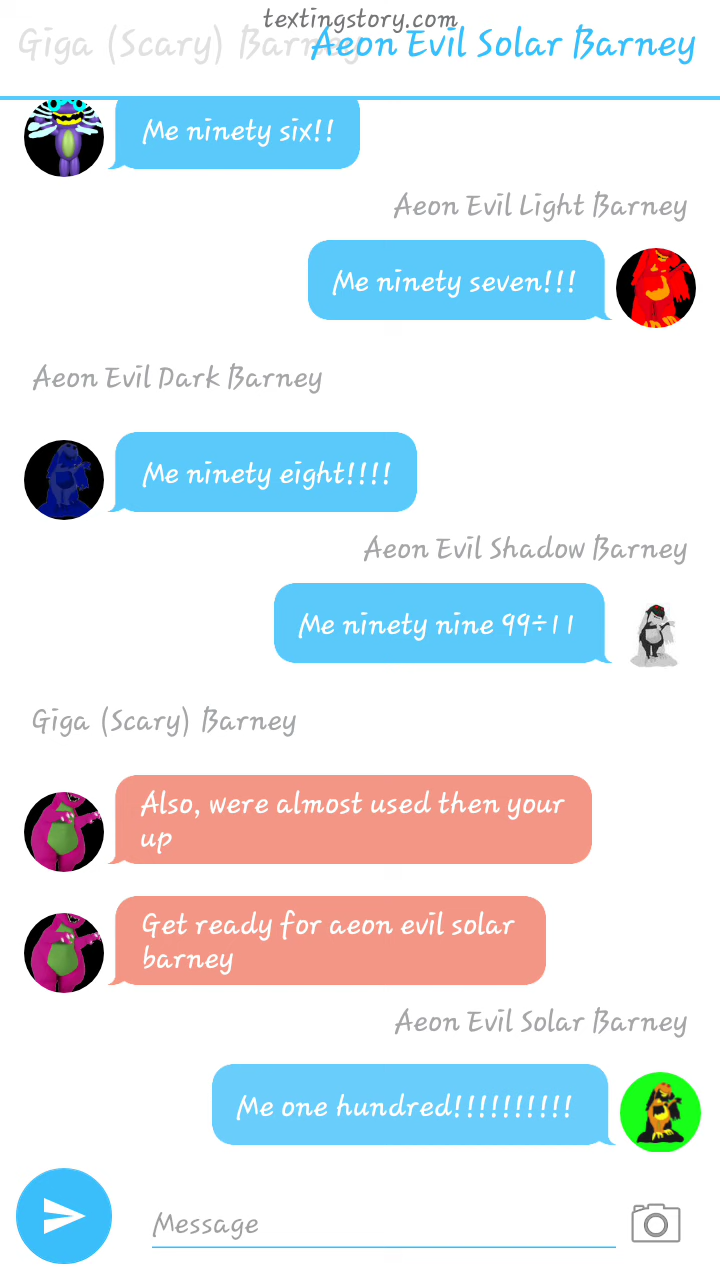 textingstory.com
Giga (Scary) Barney
Aeon Evil Solar Barney
Me ninety six!!
Aeon Evil Light Barney
Me ninety seven!!!
Aeon Evil Dark Barney
Me ninety eight!!!!
Aeon Evil Shadow Barney
Me ninety nine 99÷11
Giga (Scary) Barney
Also, were almost used then your
up
Get ready for aeon evil solar
barney
Aeon Evil Solar Barney
Me one hundred!!!!!!!!!!
Message